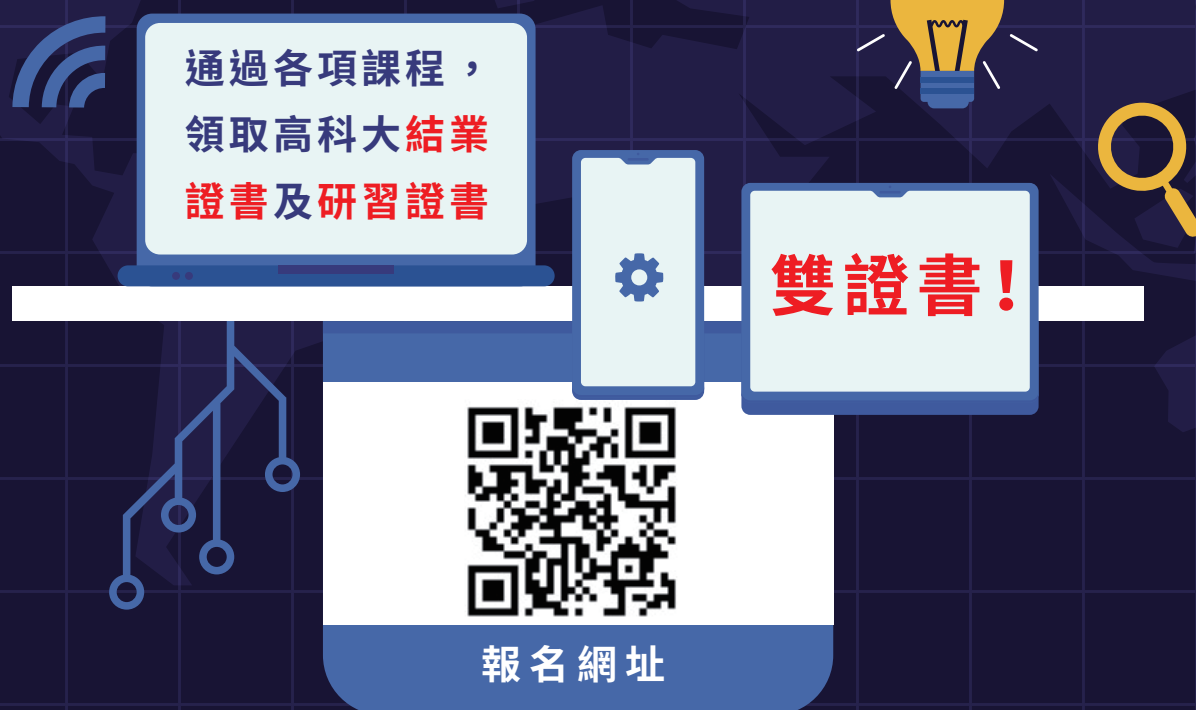 通過各項課程，
領取高科大結業
證書及研習證書
雙證書！
報名網址